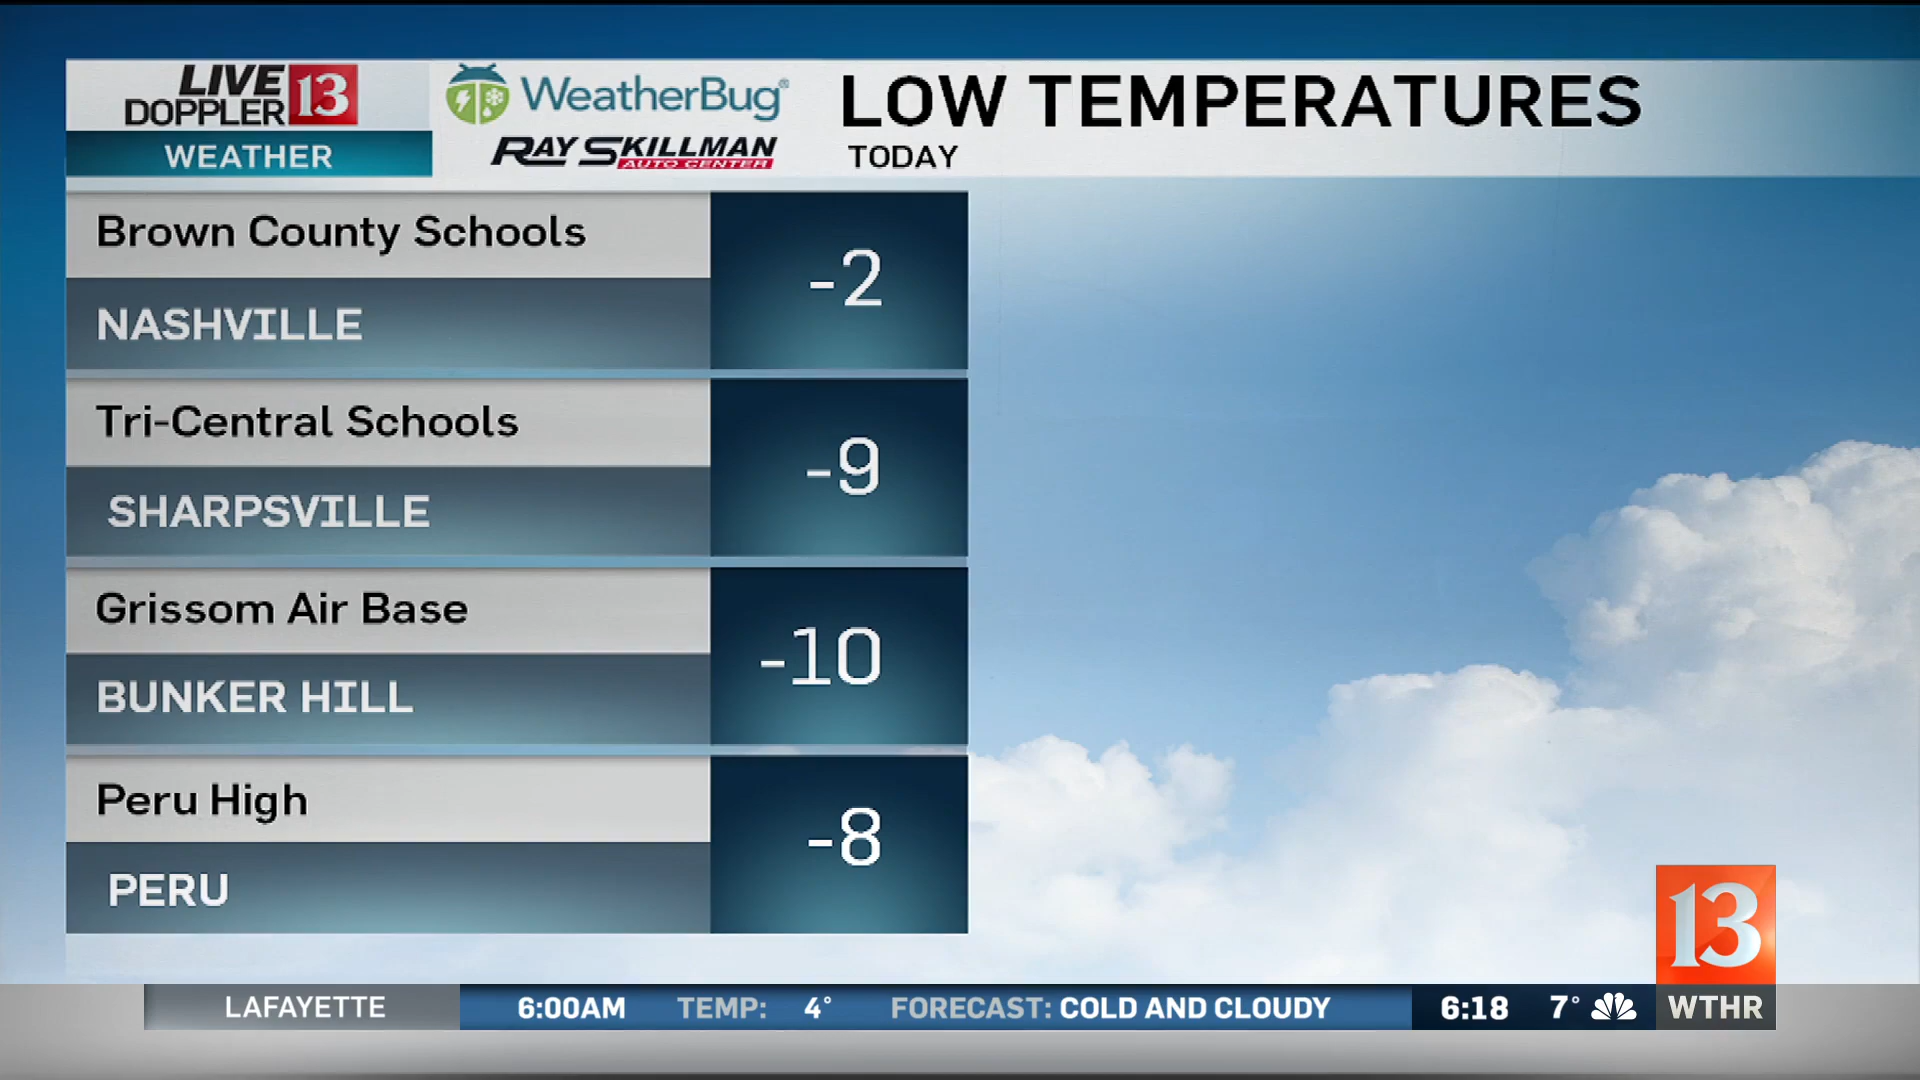 LIVE
DOPPLER 13
WEATHER
WeatherBug®
RAY SKILLMAN
AUTO CENTER
LOW TEMPERATURES
TODAY
Brown County Schools
NASHVILLE
-2
Tri-Central Schools
SHARPSVILLE
-9
Grissom Air Base
BUNKER HILL
-10
Peru High
PERU
-8
13
WTHR
LAFAYETTE 6:00AM TEMP: 4° FORECAST: COLD AND CLOUDY 6:18 7°